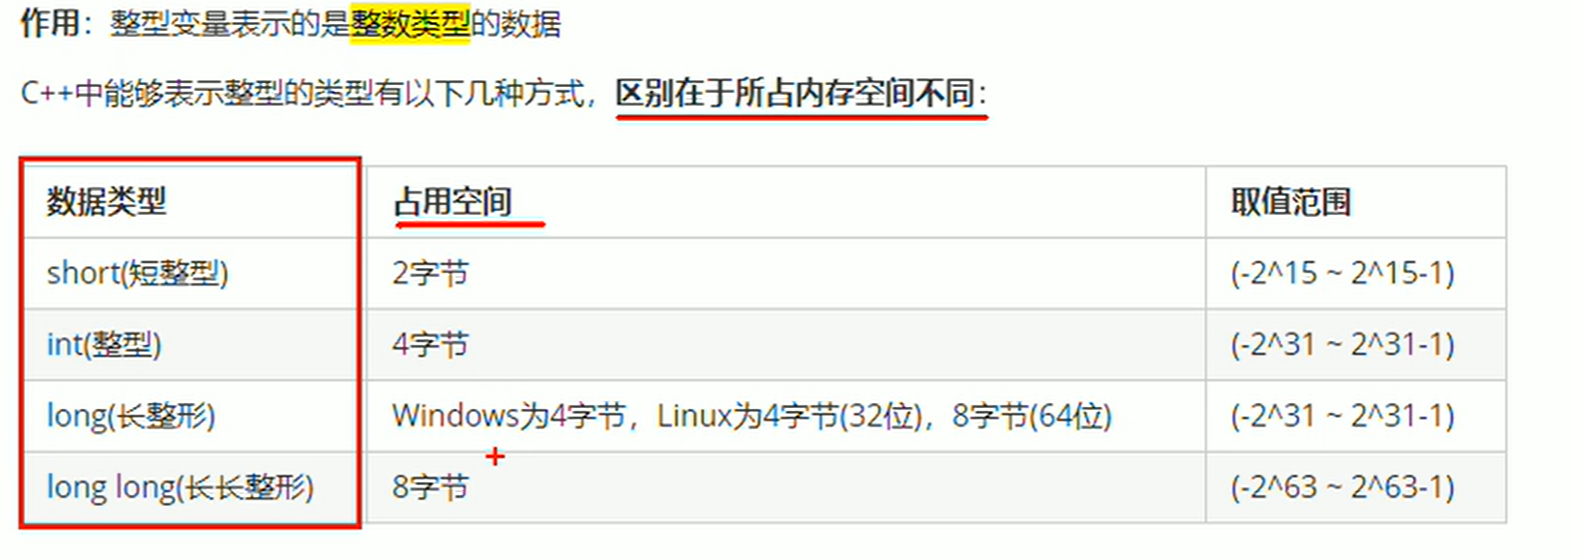 作用：整型变量表示的是整数类型的数据
C++中能够表示整型的类型有以下几种方式，区别在于所占内存空间不同：
数据类型 占用空间 取值范围
short(短整型) 2字节 (-2^15 ~ 2^15-1)
int(整型) 4字节 (-2^31 ~ 2^31-1)
long(长整形) Windows为4字节，Linux为4字节(32位)，8字节(64位) (-2^31 ~ 2^31-1)
long long(长长整形) 8字节 (-2^63 ~ 2^63-1)